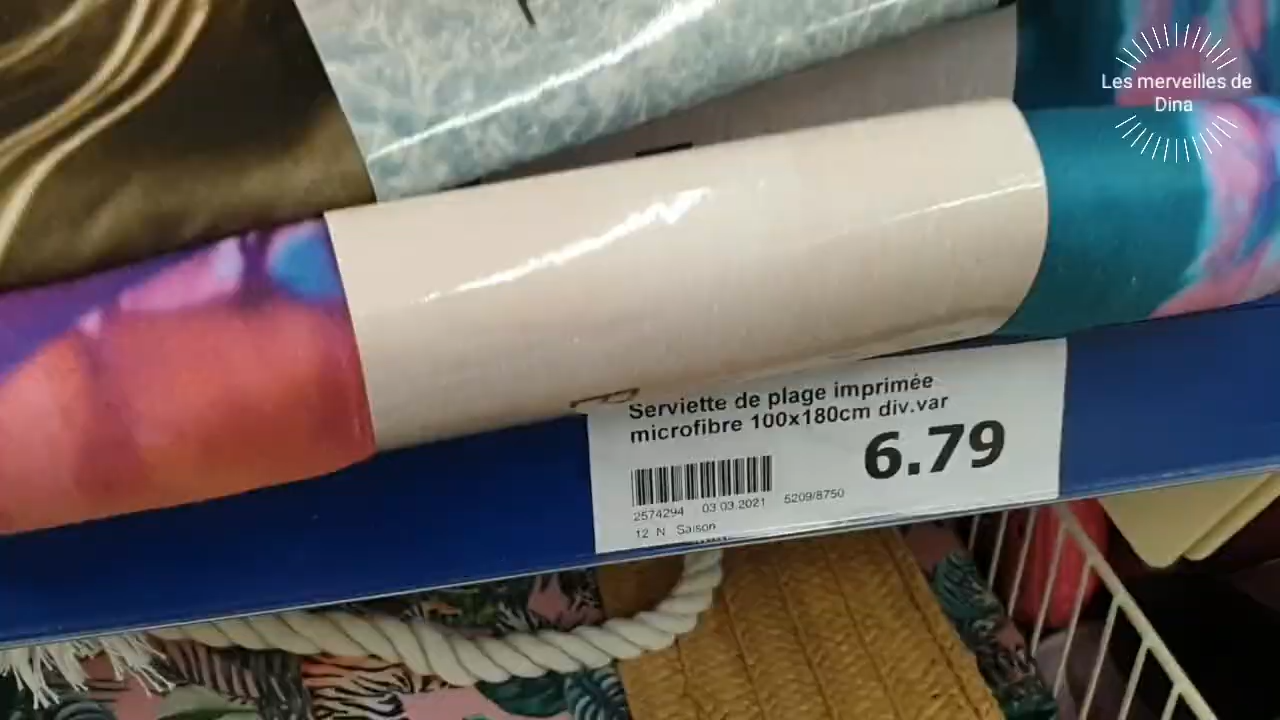 Les merveilles de
Dina
Serviette de plage imprimée
microfibre 100x180cm div.var
6.79
2574294 03.03.2021 5209/8750
12 N Saison